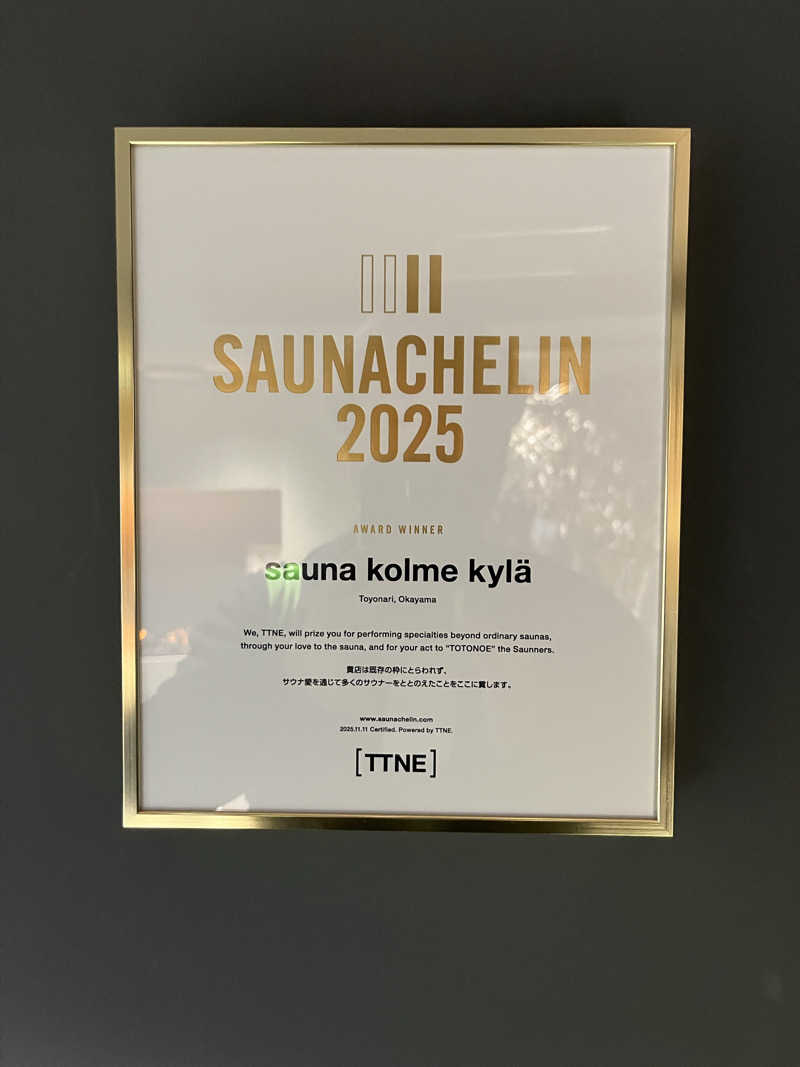 SAUNACHELIN
2025
AWARD WINNER
sauna kolme kylä
Toyonari, Okayama
We, TTNE, will prize you for performing specialties beyond ordinary saunas,
through your love to the sauna, and for your act to "TOTONOE" the Saunners.
貴店は既存の枠にとらわれず、
サウナ愛を通じて多くのサウナーをととのえたことをここに賞します。
www.saunachelin.com
2025.11.11 Certified. Powered by TTNE.
[TTNE]